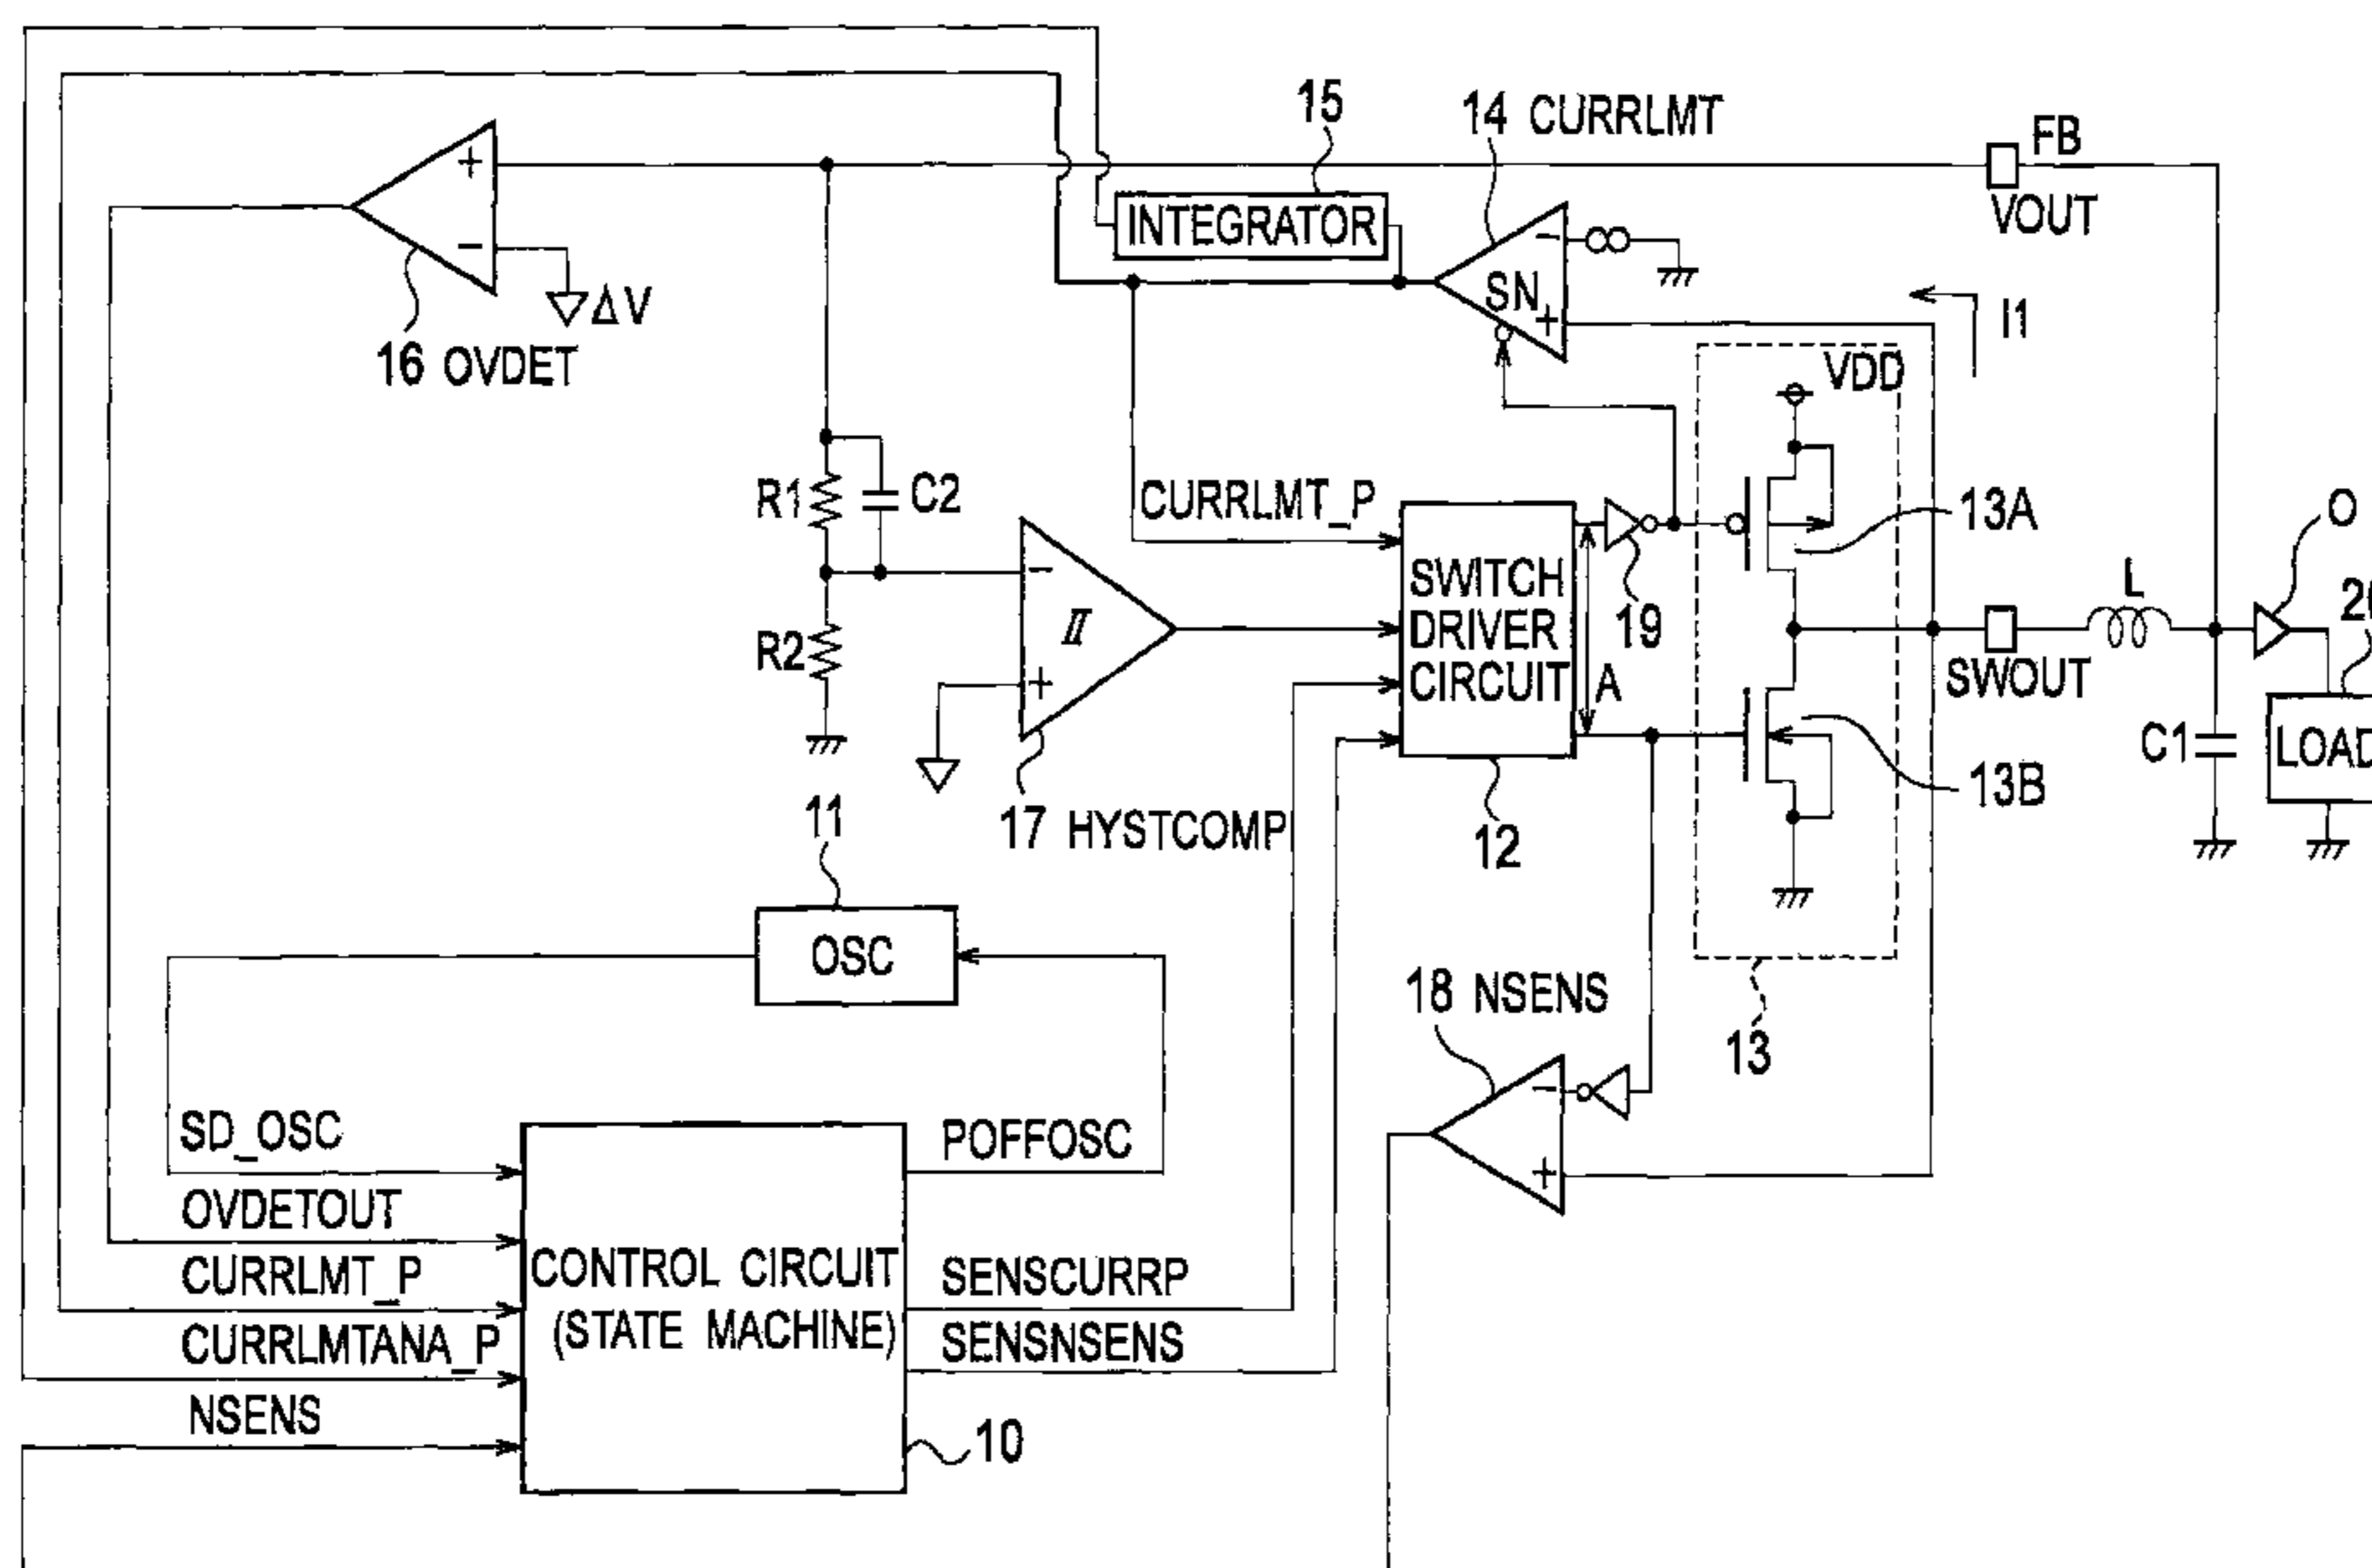 15
14 CURRLMT
FB
VOUT
INTEGRATOR
+
−
ΔV
16 OVDET
−
SN
+
I1
VDD
R1
C2
CURRLMT_P
13A
O
SWITCH
DRIVER
CIRCUIT
19
A
L
R2
−
II
+
SWOUT
C1
LOAD
13B
11
17 HYSTCOMP
12
OSC
18 NSENS
13
−
+
SD_OSC
POFFOSC
OVDETOUT
CURRLMT_P
CURRLMTANA_P
NSENS
CONTROL CIRCUIT
(STATE MACHINE)
SENSCURRP
SENSNSENS
10